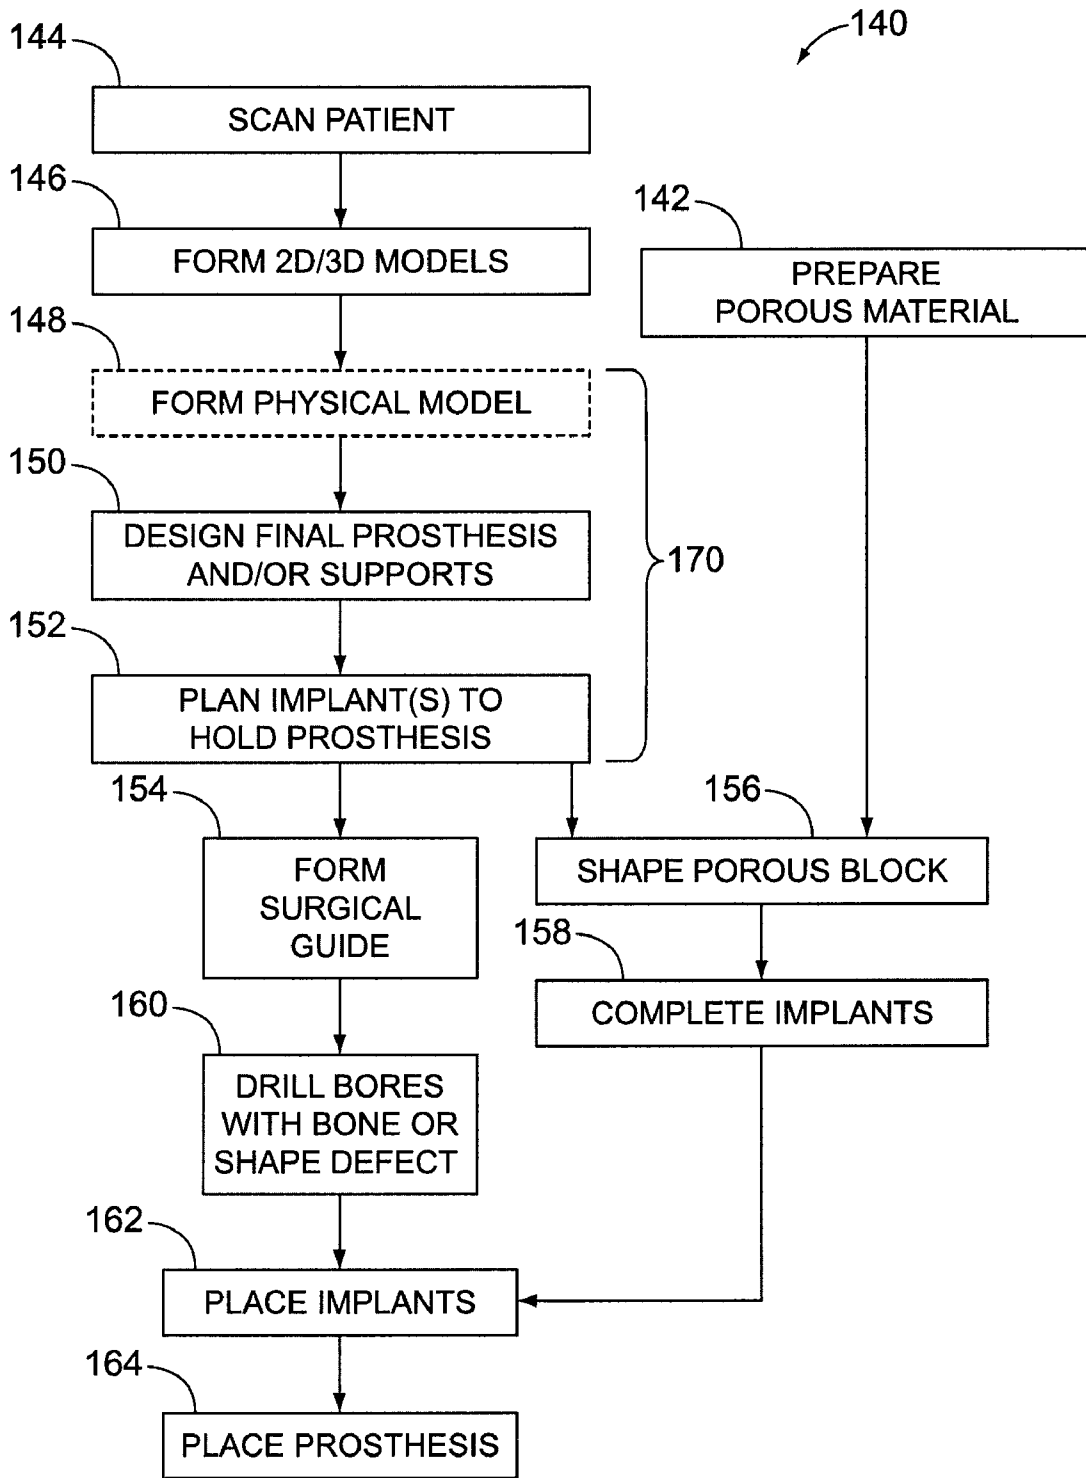 140
144
SCAN PATIENT
146
FORM 2D/3D MODELS
142
PREPARE
POROUS MATERIAL
148
FORM PHYSICAL MODEL
150
DESIGN FINAL PROSTHESIS
AND/OR SUPPORTS
170
152
PLAN IMPLANT(S) TO
HOLD PROSTHESIS
154
FORM
SURGICAL
GUIDE
156
SHAPE POROUS BLOCK
158
COMPLETE IMPLANTS
160
DRILL BORES
WITH BONE OR
SHAPE DEFECT
162
PLACE IMPLANTS
164
PLACE PROSTHESIS